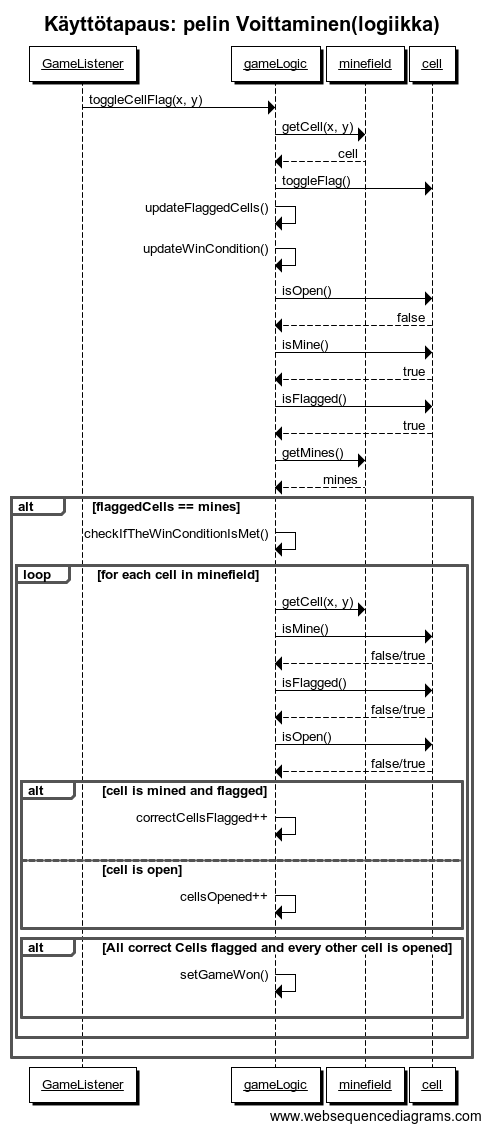 Käyttötapaus: pelin Voittaminen(logiikka)
GameListener
gameLogic
minefield
cell
toggleCellFlag(x, y)
getCell(x, y)
cell
toggleFlag()
updateFlaggedCells()
updateWinCondition()
isOpen()
false
isMine()
true
isFlagged()
true
getMines()
mines
alt [flaggedCells == mines]
checkIfTheWinConditionIsMet()
loop [for each cell in minefield]
getCell(x, y)
isMine()
false/true
isFlagged()
false/true
isOpen()
false/true
alt [cell is mined and flagged]
correctCellsFlagged++
[cell is open]
cellsOpened++
alt [All correct Cells flagged and every other cell is opened]
setGameWon()
GameListener
gameLogic
minefield
cell
www.websequencediagrams.com